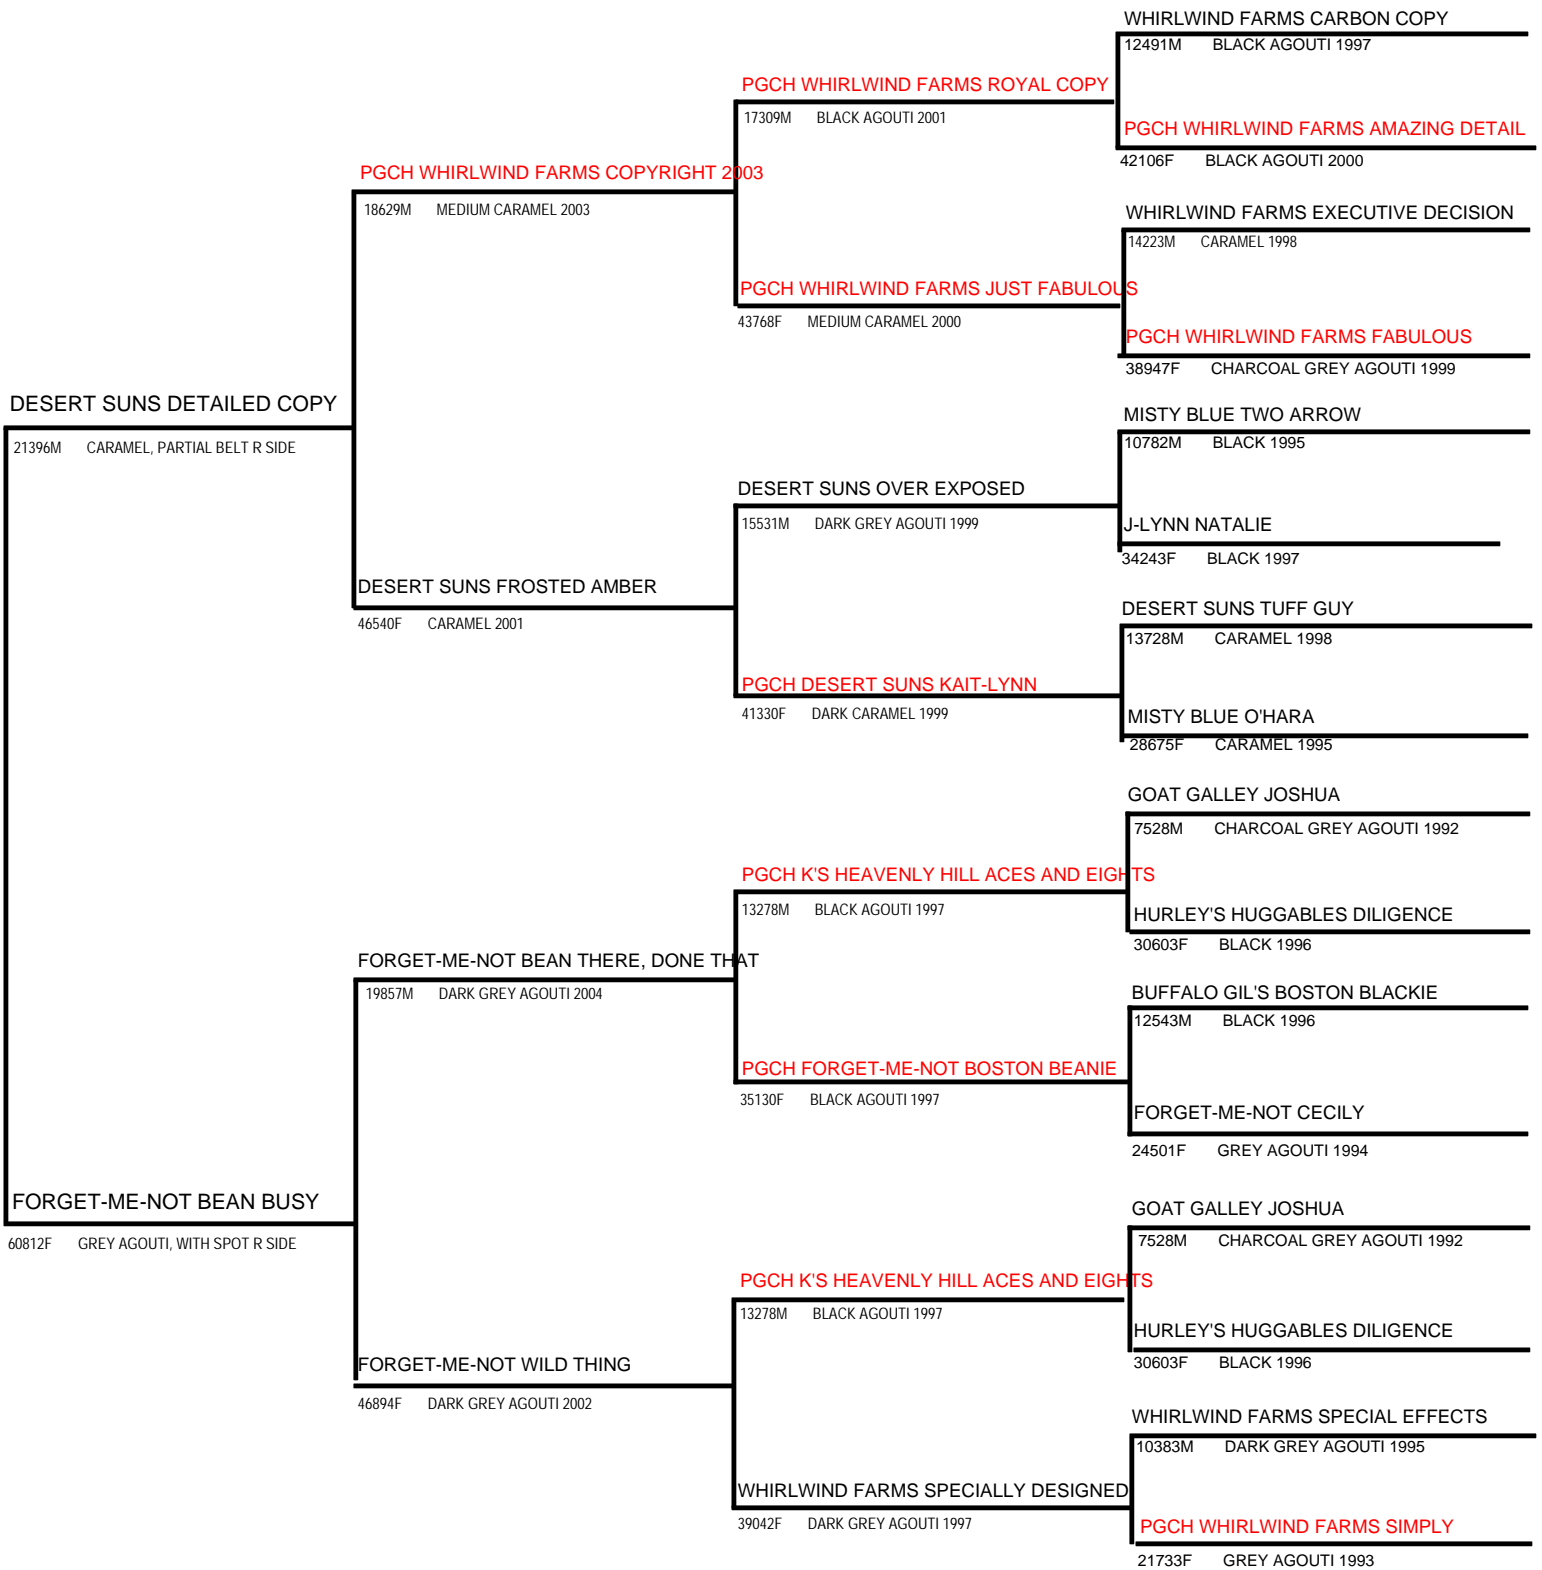 WHIRLWIND FARMS CARBON COPY
12491M BLACK AGOUTI 1997
PGCH WHIRLWIND FARMS ROYAL COPY
17309M BLACK AGOUTI 2001
PGCH WHIRLWIND FARMS AMAZING DETAIL
42106F BLACK AGOUTI 2000
PGCH WHIRLWIND FARMS COPYRIGHT 2003
18629M MEDIUM CARAMEL 2003
WHIRLWIND FARMS EXECUTIVE DECISION
14223M CARAMEL 1998
PGCH WHIRLWIND FARMS JUST FABULOUS
43768F MEDIUM CARAMEL 2000
PGCH WHIRLWIND FARMS FABULOUS
38947F CHARCOAL GREY AGOUTI 1999
DESERT SUNS DETAILED COPY
21396M CARAMEL, PARTIAL BELT R SIDE
MISTY BLUE TWO ARROW
10782M BLACK 1995
DESERT SUNS OVER EXPOSED
15531M DARK GREY AGOUTI 1999
J-LYNN NATALIE
34243F BLACK 1997
DESERT SUNS FROSTED AMBER
46540F CARAMEL 2001
DESERT SUNS TUFF GUY
13728M CARAMEL 1998
PGCH DESERT SUNS KAIT-LYNN
41330F DARK CARAMEL 1999
MISTY BLUE O'HARA
28675F CARAMEL 1995
GOAT GALLEY JOSHUA
7528M CHARCOAL GREY AGOUTI 1992
PGCH K'S HEAVENLY HILL ACES AND EIGHTS
13278M BLACK AGOUTI 1997
HURLEY'S HUGGABLES DILIGENCE
30603F BLACK 1996
FORGET-ME-NOT BEAN THERE, DONE THAT
19857M DARK GREY AGOUTI 2004
BUFFALO GIL'S BOSTON BLACKIE
12543M BLACK 1996
PGCH FORGET-ME-NOT BOSTON BEANIE
35130F BLACK AGOUTI 1997
FORGET-ME-NOT CECILY
24501F GREY AGOUTI 1994
FORGET-ME-NOT BEAN BUSY
60812F GREY AGOUTI, WITH SPOT R SIDE
GOAT GALLEY JOSHUA
7528M CHARCOAL GREY AGOUTI 1992
PGCH K'S HEAVENLY HILL ACES AND EIGHTS
13278M BLACK AGOUTI 1997
HURLEY'S HUGGABLES DILIGENCE
30603F BLACK 1996
FORGET-ME-NOT WILD THING
46894F DARK GREY AGOUTI 2002
WHIRLWIND FARMS SPECIAL EFFECTS
10383M DARK GREY AGOUTI 1995
WHIRLWIND FARMS SPECIALLY DESIGNED
39042F DARK GREY AGOUTI 1997
PGCH WHIRLWIND FARMS SIMPLY
21733F GREY AGOUTI 1993